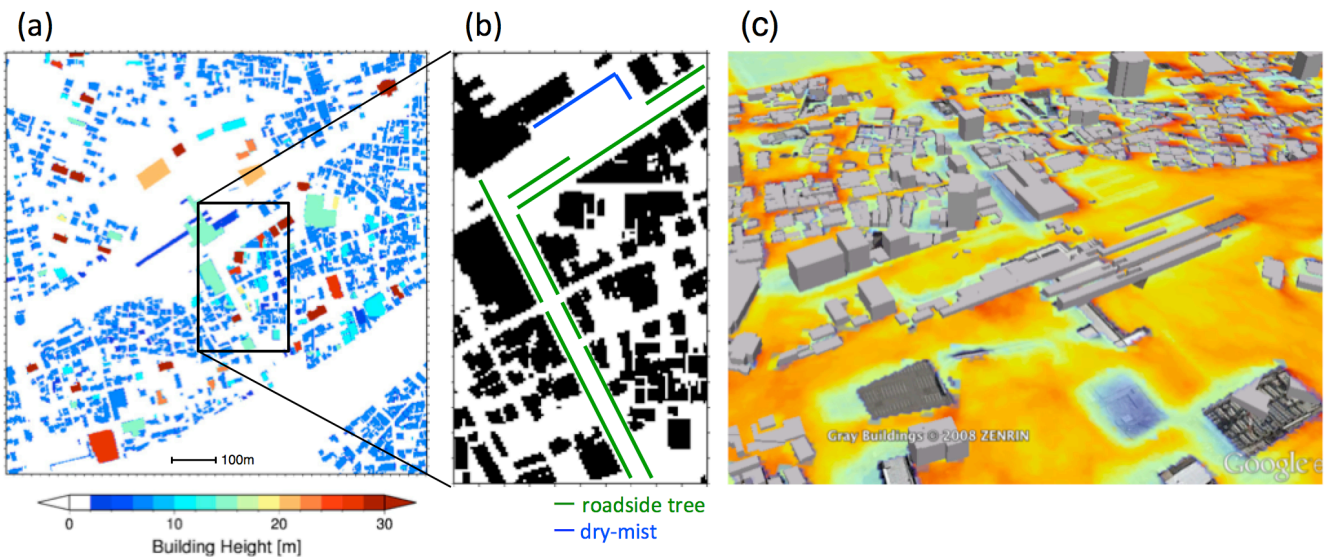 (a)
(b)
(c)
100m
0 10 20 30
Building Height [m]
roadside tree
dry-mist
Gray Buildings © 2008 ZENRIN
Google